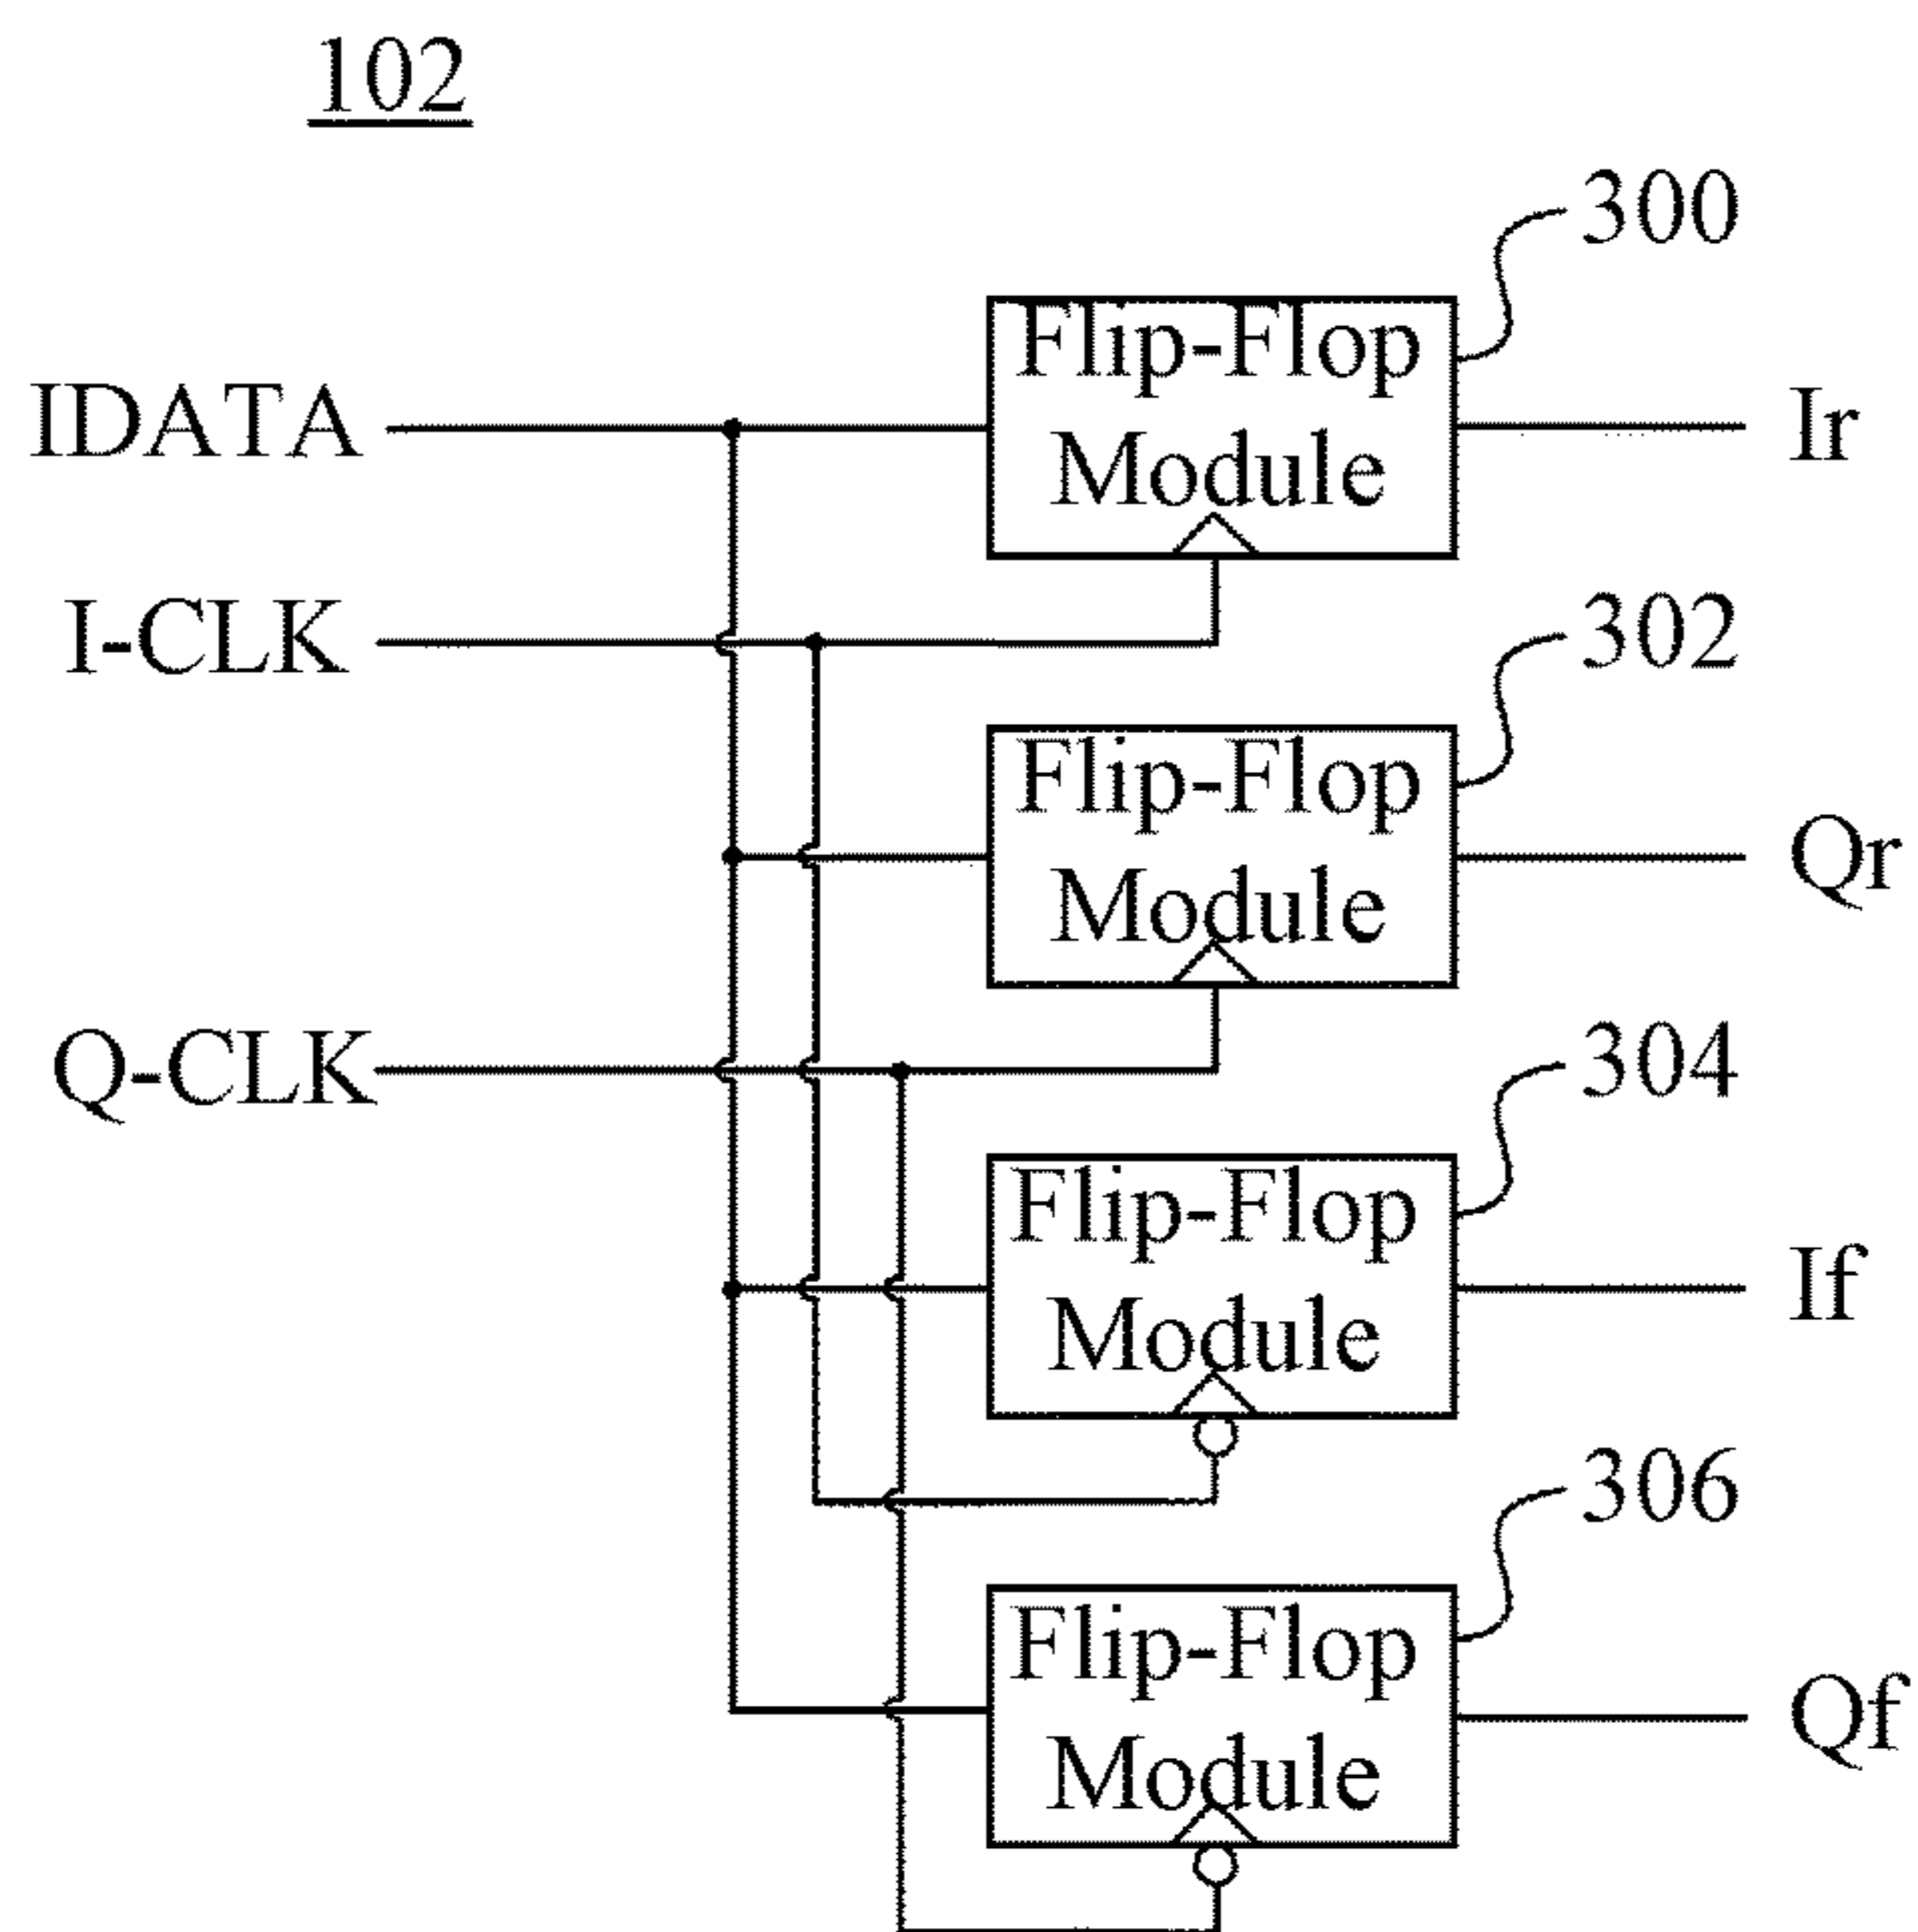 102
300
Flip-Flop
Module
IDATA
Ir
I-CLK
302
Flip-Flop
Module
Qr
Q-CLK
304
Flip-Flop
Module
If
306
Flip-Flop
Module
Qf